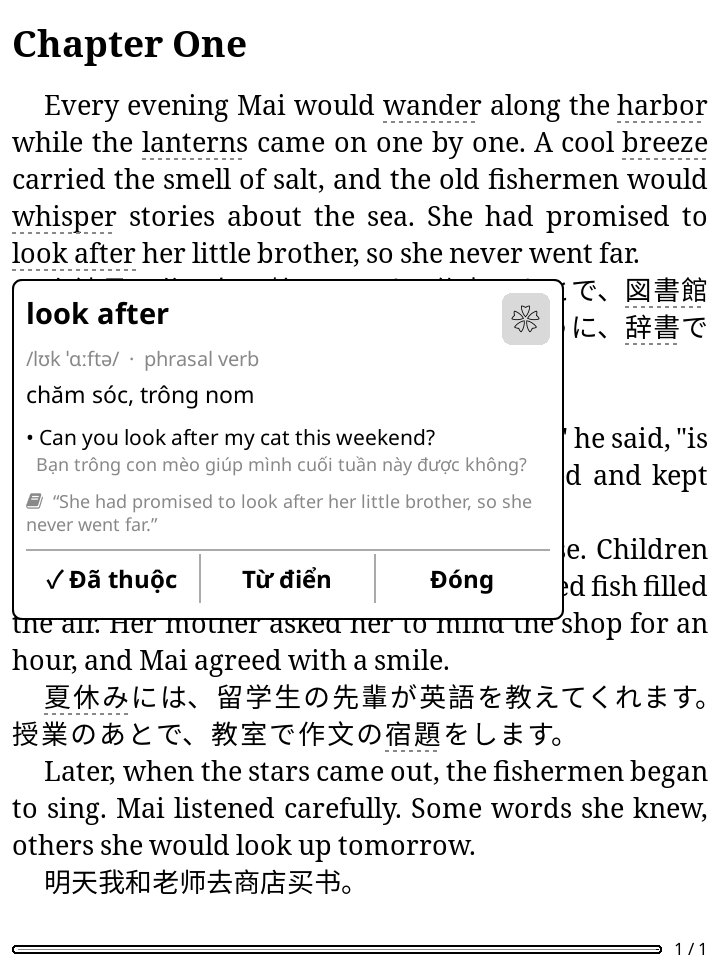 Chapter One
Every evening Mai would wander along the harbor
while the lanterns came on one by one. A cool breeze
carried the smell of salt, and the old fishermen would
whisper stories about the sea. She had promised to
look after her little brother, so she never went far.
で、図書館
に、辞書で
look after
/lʊk ˈɑːftə/ · phrasal verb
chăm sóc, trông nom
• Can you look after my cat this weekend?
Bạn trông con mèo giúp mình cuối tuần này được không?
“She had promised to look after her little brother, so she
never went far.”
✓ Đã thuộc
Từ điển
Đóng
he said, "is
and kept
Children
fish filled
the air. Her mother asked her to mind the shop for an
hour, and Mai agreed with a smile.
夏休みには、留学生の先輩が英語を教えてくれます。
授業のあとで、教室で作文の宿題をします。
Later, when the stars came out, the fishermen began
to sing. Mai listened carefully. Some words she knew,
others she would look up tomorrow.
明天我和老师去商店买书。
1 / 1